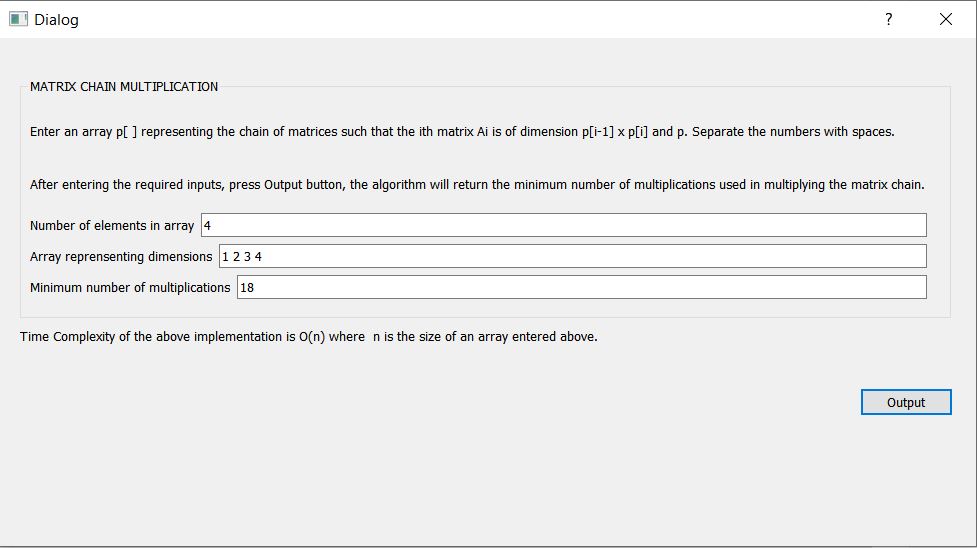 Dialog
?
MATRIX CHAIN MULTIPLICATION
Enter an array p[ ] representing the chain of matrices such that the ith matrix Ai is of dimension p[i-1] x p[i] and p. Separate the numbers with spaces.
After entering the required inputs, press Output button, the algorithm will return the minimum number of multiplications used in multiplying the matrix chain.
Number of elements in array 4
Array reprensenting dimensions 1 2 3 4
Minimum number of multiplications 18
Time Complexity of the above implementation is O(n) where  n is the size of an array entered above.
Output